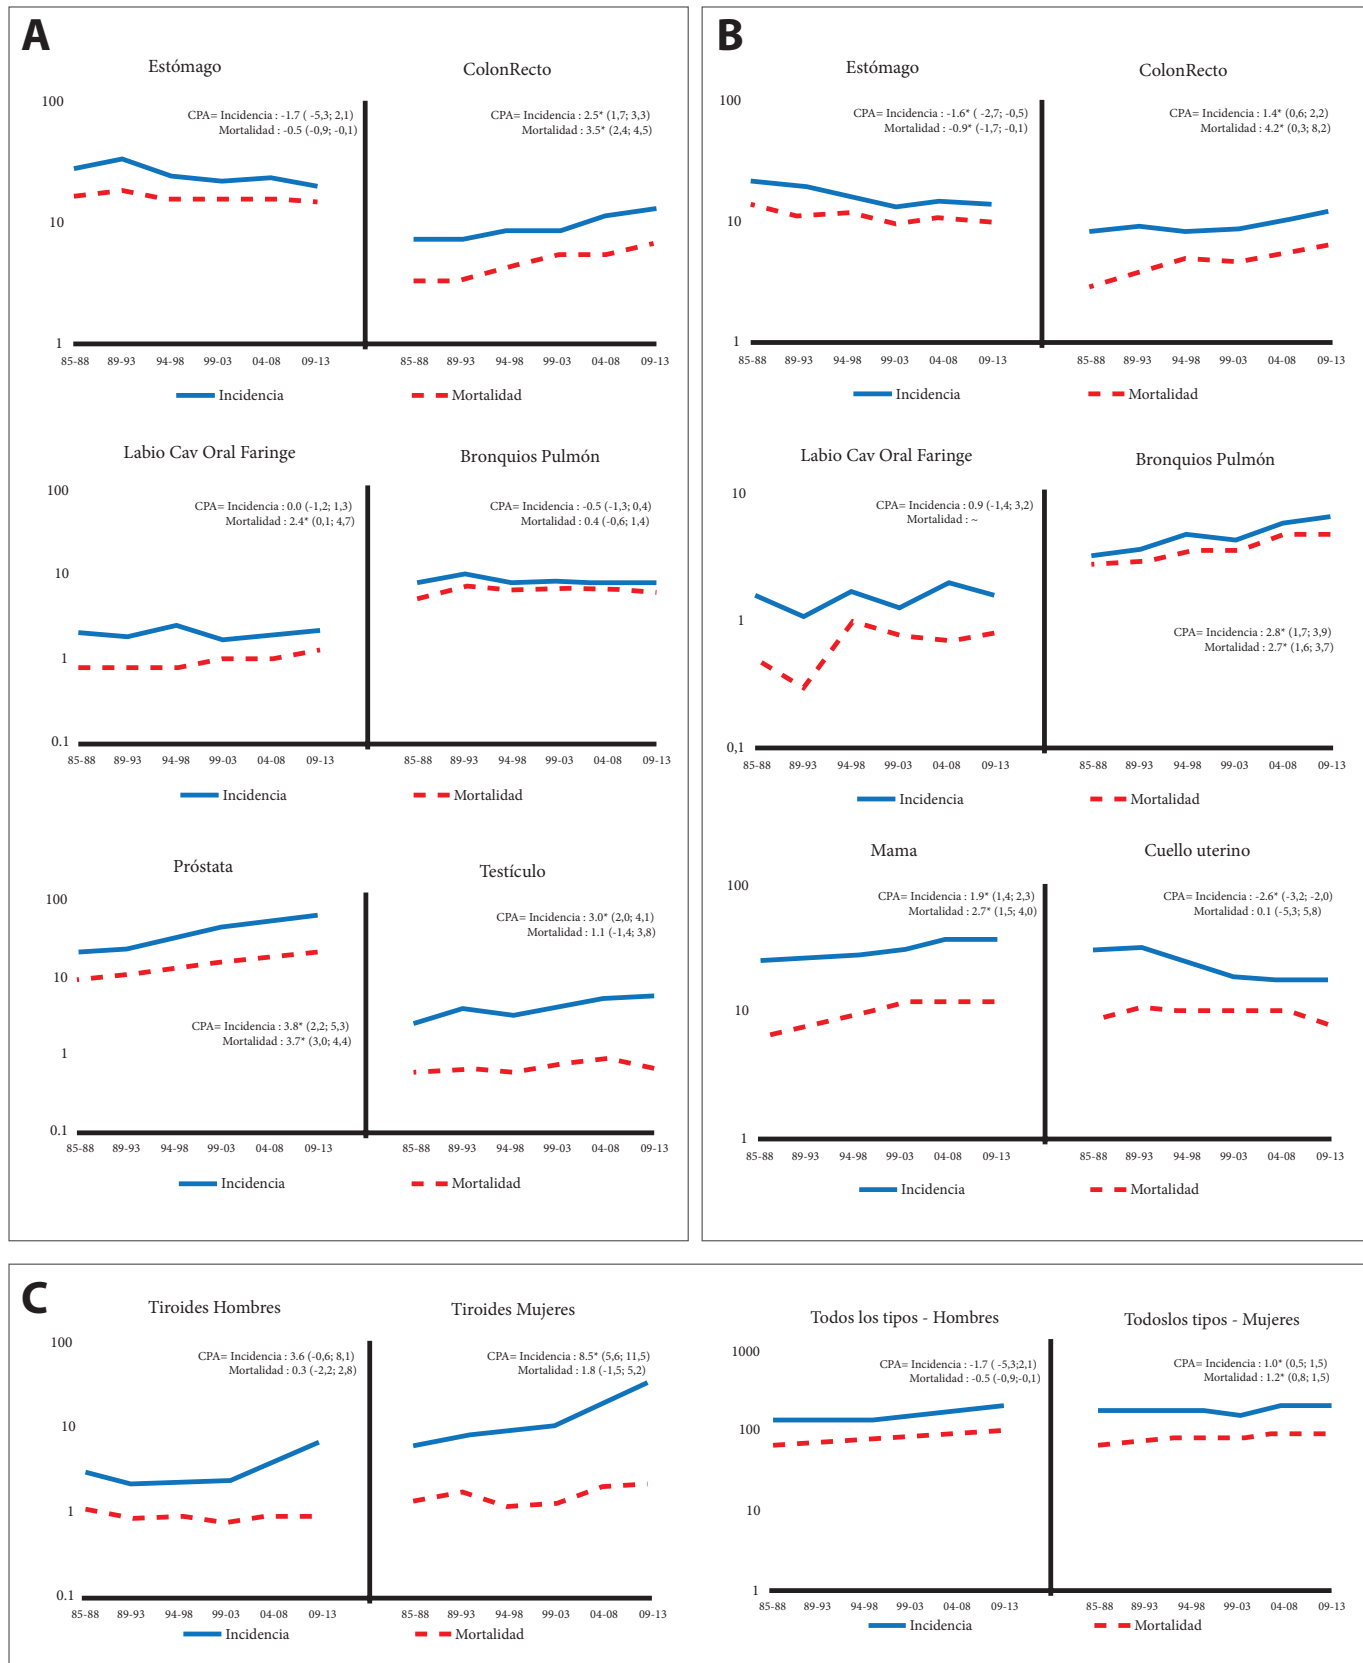 A
Estómago
ColonRecto
CPA= Incidencia : -1.7 ( -5,3; 2,1)
Mortalidad : -0.5 (-0,9; -0,1)
CPA= Incidencia : 2.5* (1,7; 3,3)
Mortalidad : 3.5* (2,4; 4,5)
100
10
1
85-88 89-93 94-98 99-03 04-08 09-13
85-88 89-93 94-98 99-03 04-08 09-13
Incidencia
Mortalidad
Labio Cav Oral Faringe
Bronquios Pulmón
CPA= Incidencia : 0.0 (-1,2; 1,3)
Mortalidad : 2.4* (0,1; 4,7)
CPA= Incidencia : -0.5 (-1,3; 0,4)
Mortalidad : 0.4 (-0,6; 1,4)
100
10
1
0.1
85-88 89-93 94-98 99-03 04-08 09-13
85-88 89-93 94-98 99-03 04-08 09-13
Incidencia
Mortalidad
Próstata
Testículo
CPA= Incidencia : 3.0* (2,0; 4,1)
Mortalidad : 1.1 (-1,4; 3,8)
CPA= Incidencia : 3.8* (2,2; 5,3)
Mortalidad : 3.7* (3,0; 4,4)
100
10
1
0.1
85-88 89-93 94-98 99-03 04-08 09-13
85-88 89-93 94-98 99-03 04-08 09-13
Incidencia
Mortalidad
B
Estómago
ColonRecto
CPA= Incidencia : -1.6* ( -2,7; -0,5)
Mortalidad : -0.9* (-1,7; -0,1)
CPA= Incidencia : 1.4* (0,6; 2,2)
Mortalidad : 4.2* (0,3; 8,2)
100
10
1
85-88 89-93 94-98 99-03 04-08 09-13
85-88 89-93 94-98 99-03 04-08 09-13
Incidencia
Mortalidad
Labio Cav Oral Faringe
Bronquios Pulmón
CPA= Incidencia : 0.9 (-1,4; 3,2)
Mortalidad : ~
CPA= Incidencia : 2.8* (1,7; 3,9)
Mortalidad : 2.7* (1,6; 3,7)
10
1
0,1
85-88 89-93 94-98 99-03 04-08 09-13
85-88 89-93 94-98 99-03 04-08 09-13
Incidencia
Mortalidad
Mama
Cuello uterino
CPA= Incidencia : 1.9* (1,4; 2,3)
Mortalidad : 2.7* (1,5; 4,0)
CPA= Incidencia : -2.6* (-3,2; -2,0)
Mortalidad : 0.1 (-5,3; 5,8)
100
10
1
85-88 89-93 94-98 99-03 04-08 09-13
85-88 89-93 94-98 99-03 04-08 09-13
Incidencia
Mortalidad
C
Tiroides Hombres
Tiroides Mujeres
CPA= Incidencia : 3.6 (-0,6; 8,1)
Mortalidad : 0.3 (-2,2; 2,8)
CPA= Incidencia : 8.5* (5,6; 11,5)
Mortalidad : 1.8 (-1,5; 5,2)
100
10
1
0.1
85-88 89-93 94-98 99-03 04-08 09-13
85-88 89-93 94-98 99-03 04-08 09-13
Incidencia
Mortalidad
Todos los tipos - Hombres
Todoslos tipos - Mujeres
CPA= Incidencia : -1.7 ( -5,3;2,1)
Mortalidad : -0.5 (-0,9;-0,1)
CPA= Incidencia : 1.0* (0,5; 1,5)
Mortalidad : 1.2* (0,8; 1,5)
1000
100
10
1
85-88 89-93 94-98 99-03 04-08 09-13
85-88 89-93 94-98 99-03 04-08 09-13
Incidencia
Mortalidad